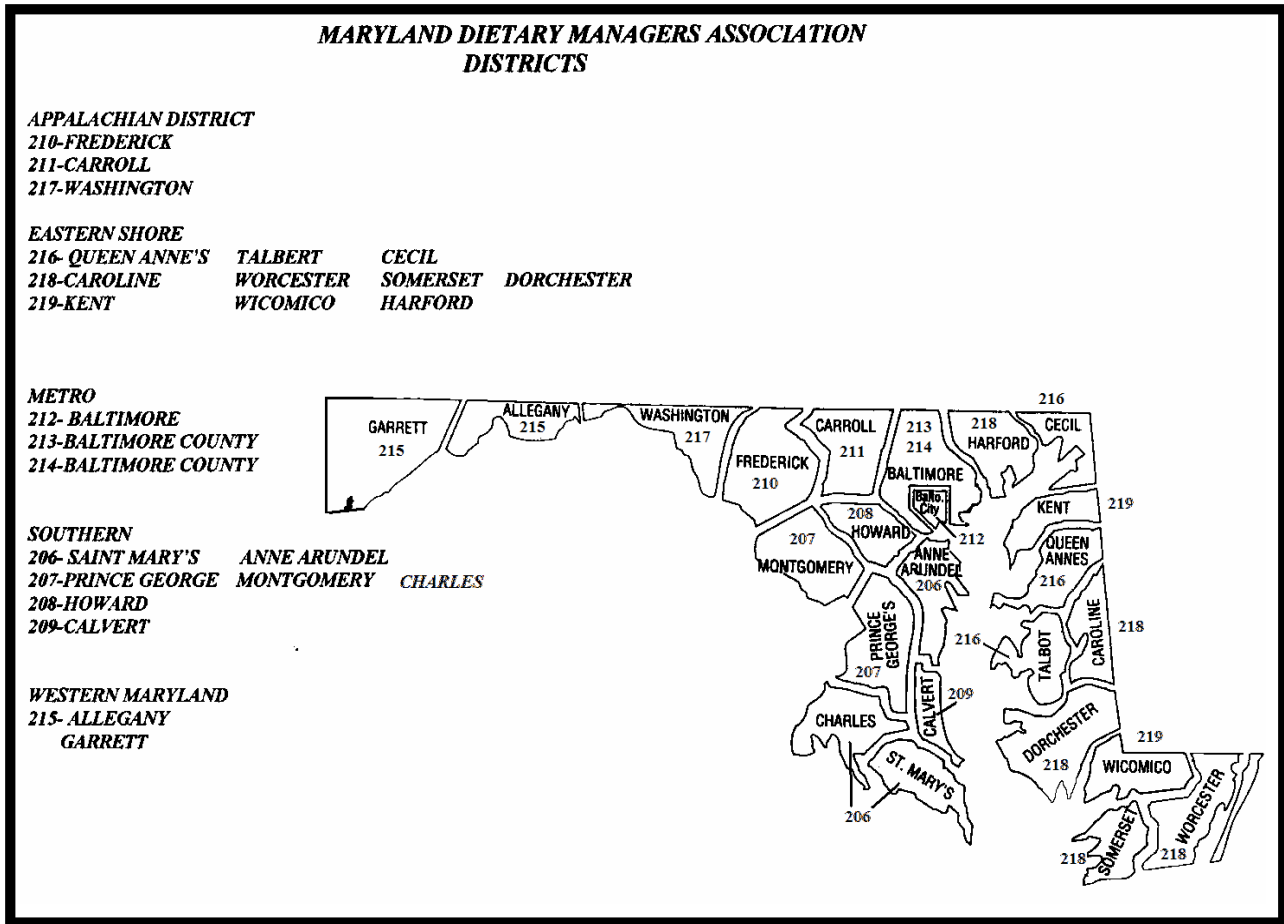 MARYLAND DIETARY MANAGERS ASSOCIATION
DISTRICTS
APPALACHIAN DISTRICT
210-FREDERICK
211-CARROLL
217-WASHINGTON
EASTERN SHORE
216- QUEEN ANNE'S TALBERT CECIL
218-CAROLINE WORCESTER SOMERSET DORCHESTER
219-KENT WICOMICO HARFORD
METRO
212- BALTIMORE
213-BALTIMORE COUNTY
214-BALTIMORE COUNTY
SOUTHERN
206- SAINT MARY'S ANNE ARUNDEL
207-PRINCE GEORGE MONTGOMERY CHARLES
208-HOWARD
209-CALVERT
WESTERN MARYLAND
215- ALLEGANY
GARRETT
GARRETT
215
ALLEGANY
215
WASHINGTON
217
FREDERICK
210
CARROLL
211
213
214
BALTIMORE
Balto.
City
212
218
HARFORD
216
CECIL
KENT
219
208
HOWARD
207
MONTGOMERY
ANNE
ARUNDEL
206
QUEEN
ANNES
216
PRINCE
GEORGE'S
207
216
TALBOT
CAROLINE
218
CALVERT
209
CHARLES
ST. MARY'S
206
DORCHESTER
218
219
WICOMICO
SOMERSET
218
WORCESTER
218